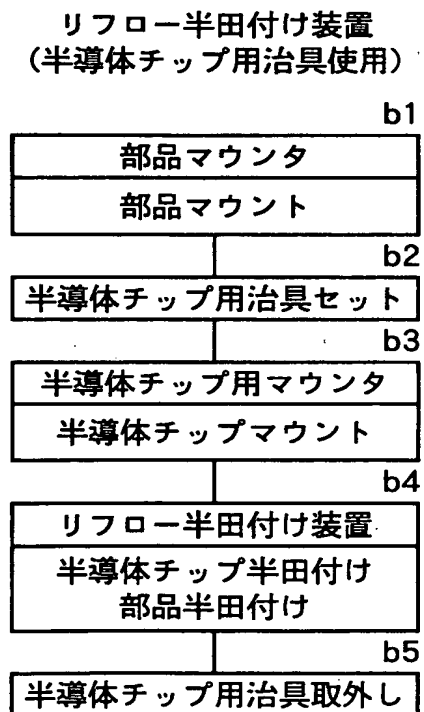 リフロー半田付け装置
（半導体チップ用治具使用）
b1
部品マウンタ
部品マウント
b2
半導体チップ用治具セット
b3
半導体チップ用マウンタ
半導体チップマウント
b4
リフロー半田付け装置
半導体チップ半田付け
部品半田付け
b5
半導体チップ用治具取外し